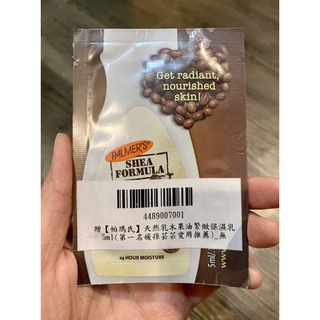 Get radiant,
nourished
skin!
PALMER'S
SHEA
FORMULA
4489007001
贈【帕瑪氏】天然乳木果油緊緻保濕乳
5ml(第一名媛孫芸芸愛用推薦)_無
24 HOUR MOISTURE
5ml/
www.